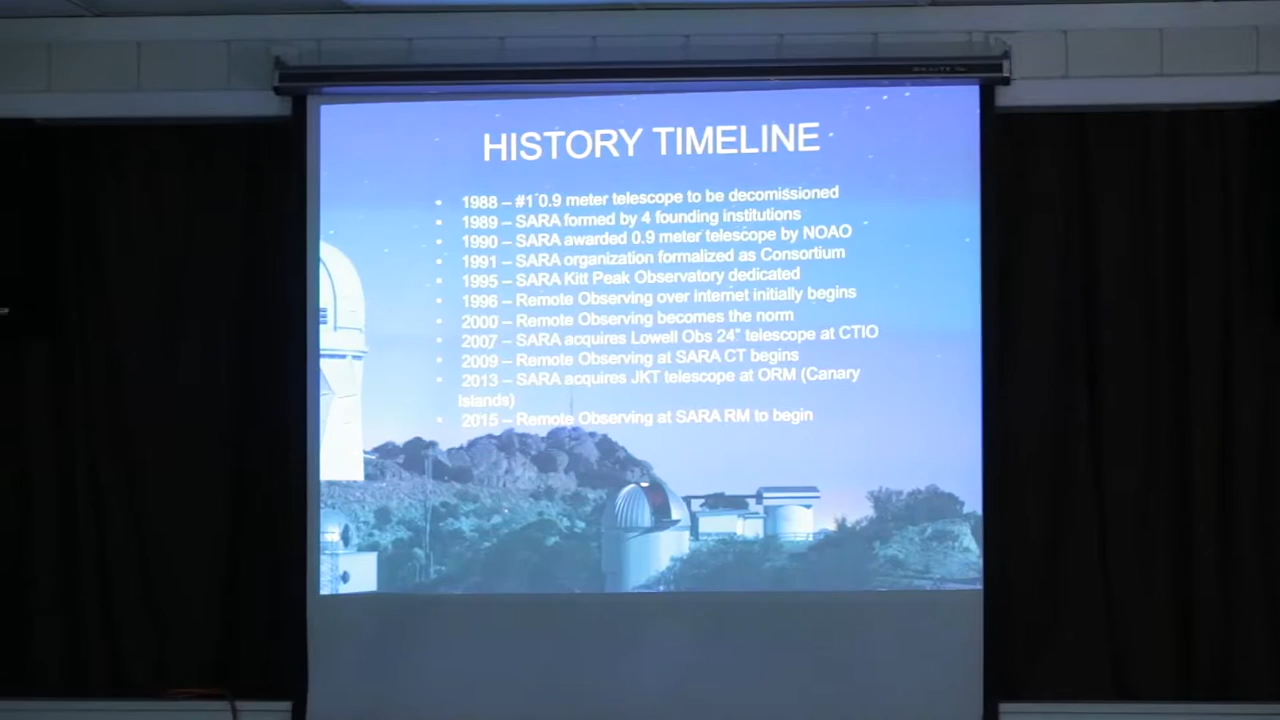 HISTORY TIMELINE
1988 – #1 0.9 meter telescope to be decomissioned
1989 – SARA formed by 4 founding institutions
1990 – SARA awarded 0.9 meter telescope by NOAO
1991 – SARA organization formalized as Consortium
1995 – SARA Kitt Peak Observatory dedicated
1996 – Remote Observing over internet initially begins
2000 – Remote Observing becomes the norm
2007 – SARA acquires Lowell Obs 24" telescope at CTIO
2009 – Remote Observing at SARA CT begins
2013 – SARA acquires JKT telescope at ORM (Canary
Islands)
2015 – Remote Observing at SARA RM to begin